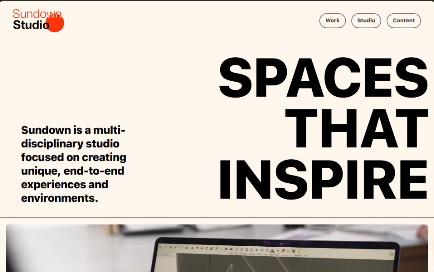 Sundown
Studio
Work
Studio
Content
SPACES
THAT
INSPIRE
Sundown is a multi-
disciplinary studio
focused on creating
unique, end-to-end
experiences and
environments.